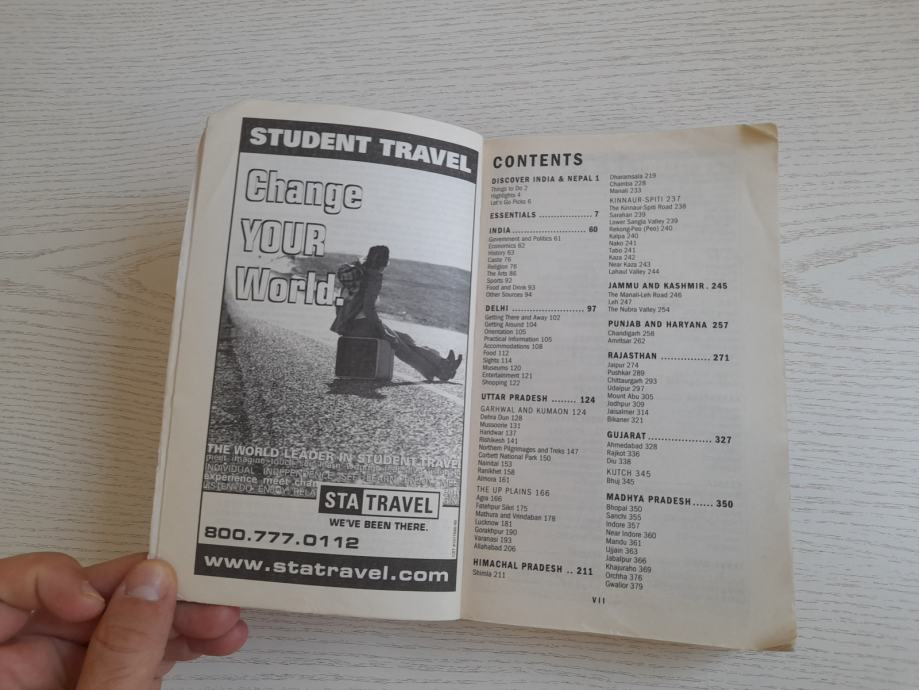 STUDENT TRAVEL
Change
YOUR
World.
THE WORLD LEADER IN STUDENT TRAVEL
INDIVIDUAL
experience meet
STA TRAVEL
WE'VE BEEN THERE.
800.777.0112
www.statravel.com
CONTENTS
DISCOVER INDIA & NEPAL 1
Things to Do 2
Highlights 4
Let's Go Picks 6
ESSENTIALS ................ 7
INDIA ....................... 60
Government and Politics 61
Economics 62
History 63
Caste 76
Religion 76
The Arts 86
Sports 92
Food and Drink 93
Other Sources 94
DELHI ...................... 97
Getting There and Away 102
Getting Around 104
Orientation 105
Practical Information 105
Accommodations 108
Food 112
Sights 114
Museums 120
Entertainment 121
Shopping 122
UTTAR PRADESH ........ 124
GARHWAL AND KUMAON 124
Dehra Dun 128
Mussoorie 131
Haridwar 137
Rishikesh 141
Northern Pilgrimages and Treks 147
Corbett National Park 150
Nainital 153
Ranikhet 158
Almora 161
THE UP PLAINS 166
Agra 166
Fatehpur Sikri 175
Mathura and Vrindaban 178
Lucknow 181
Gorakhpur 190
Varanasi 193
Allahabad 206
HIMACHAL PRADESH .. 211
Shimla 211
Dharamsala 219
Chamba 228
Manali 233
KINNAUR-SPITI 237
The Kinnaur-Spiti Road 238
Sarahan 239
Lower Sangla Valley 239
Rekong-Peo (Peo) 240
Kalpa 240
Nako 241
Tabo 241
Kaza 242
Near Kaza 243
Lahaul Valley 244
JAMMU AND KASHMIR . 245
The Manali-Leh Road 246
Leh 247
The Nubra Valley 254
PUNJAB AND HARYANA 257
Chandigarh 258
Amritsar 262
RAJASTHAN .............. 271
Jaipur 274
Pushkar 289
Chittaurgarh 293
Udaipur 297
Mount Abu 305
Jodhpur 309
Jaisalmer 314
Bikaner 321
GUJARAT .................. 327
Ahmedabad 328
Rajkot 336
Diu 338
KUTCH 345
Bhuj 345
MADHYA PRADESH ...... 350
Bhopal 350
Sanchi 355
Indore 357
Near Indore 360
Mandu 361
Ujjain 363
Jabalpur 366
Khajuraho 369
Orchha 376
Gwalior 379
VII